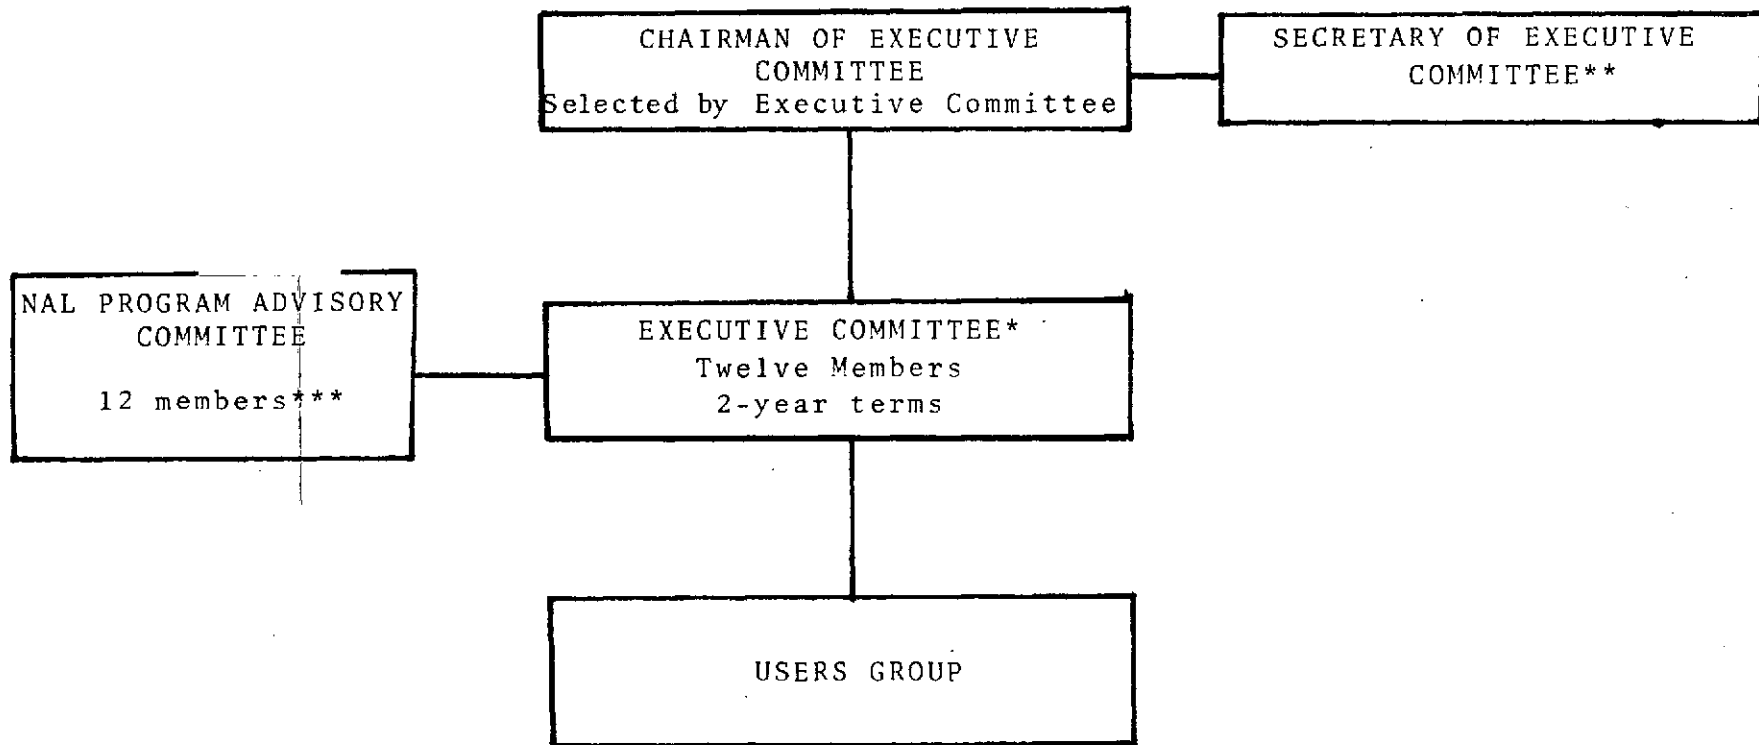 CHAIRMAN OF EXECUTIVE
COMMITTEE
Selected by Executive Committee
SECRETARY OF EXECUTIVE
COMMITTEE**
NAL PROGRAM ADVISORY
COMMITTEE
12 members***
EXECUTIVE COMMITTEE*
Twelve Members
2-year terms
USERS GROUP